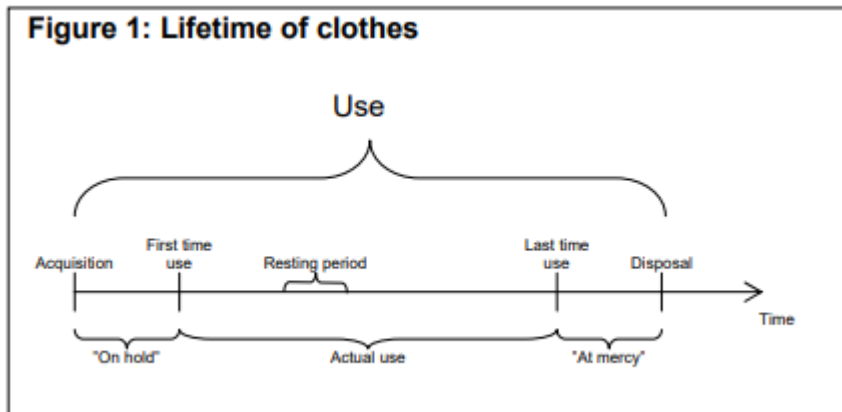 Figure 1: Lifetime of clothes
Use
Acquisition
First time
use
Resting period
Last time
use
Disposal
Time
"On hold"
Actual use
"At mercy"